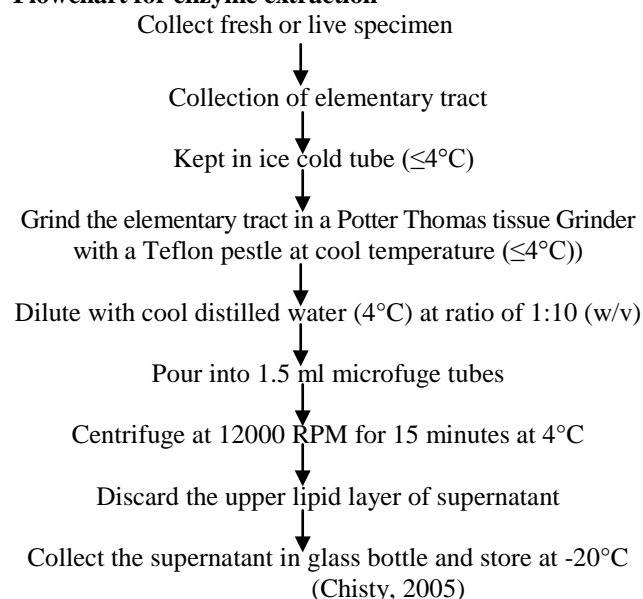 Flowchart for enzyme extraction
Collect fresh or live specimen
Collection of elementary tract
Kept in ice cold tube (≤4°C)
Grind the elementary tract in a Potter Thomas tissue Grinder
with a Teflon pestle at cool temperature (≤4°C))
Dilute with cool distilled water (4°C) at ratio of 1:10 (w/v)
Pour into 1.5 ml microfuge tubes
Centrifuge at 12000 RPM for 15 minutes at 4°C
Discard the upper lipid layer of supernatant
Collect the supernatant in glass bottle and store at -20°C
(Chisty, 2005)